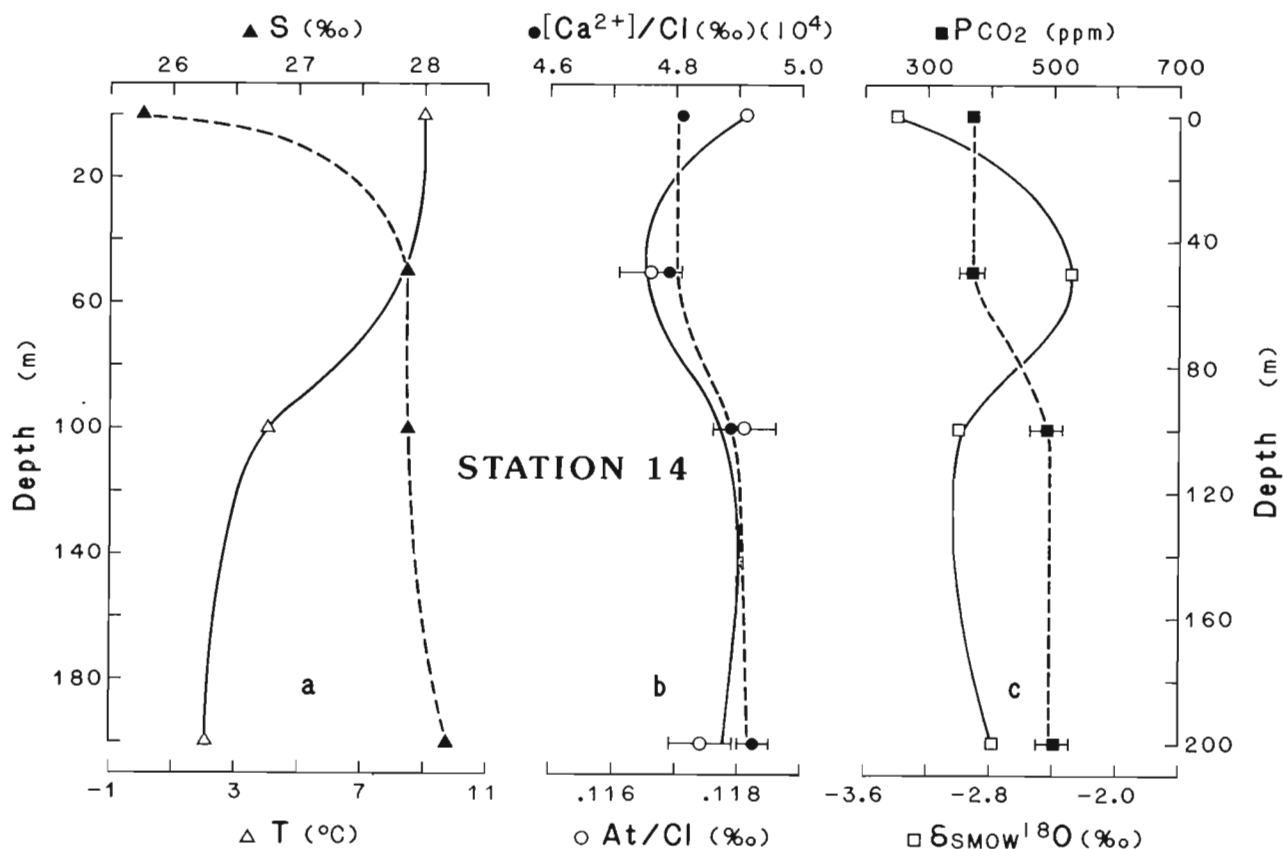 ▲ S (‰) ●[Ca²⁺]/Cl(‰)(10⁴) ■PCO₂ (ppm)
26 27 28 4.6 4.8 5.0 300 500 700
0
20
40
60
80
100
STATION 14
120
140
160
180
a b c
200
Depth (m)
Depth (m)
-1 3 7 11 .116 .118 -3.6 -2.8 -2.0
△ T (°C) ○ At/Cl (‰) □ δSMOW¹⁸O(‰)